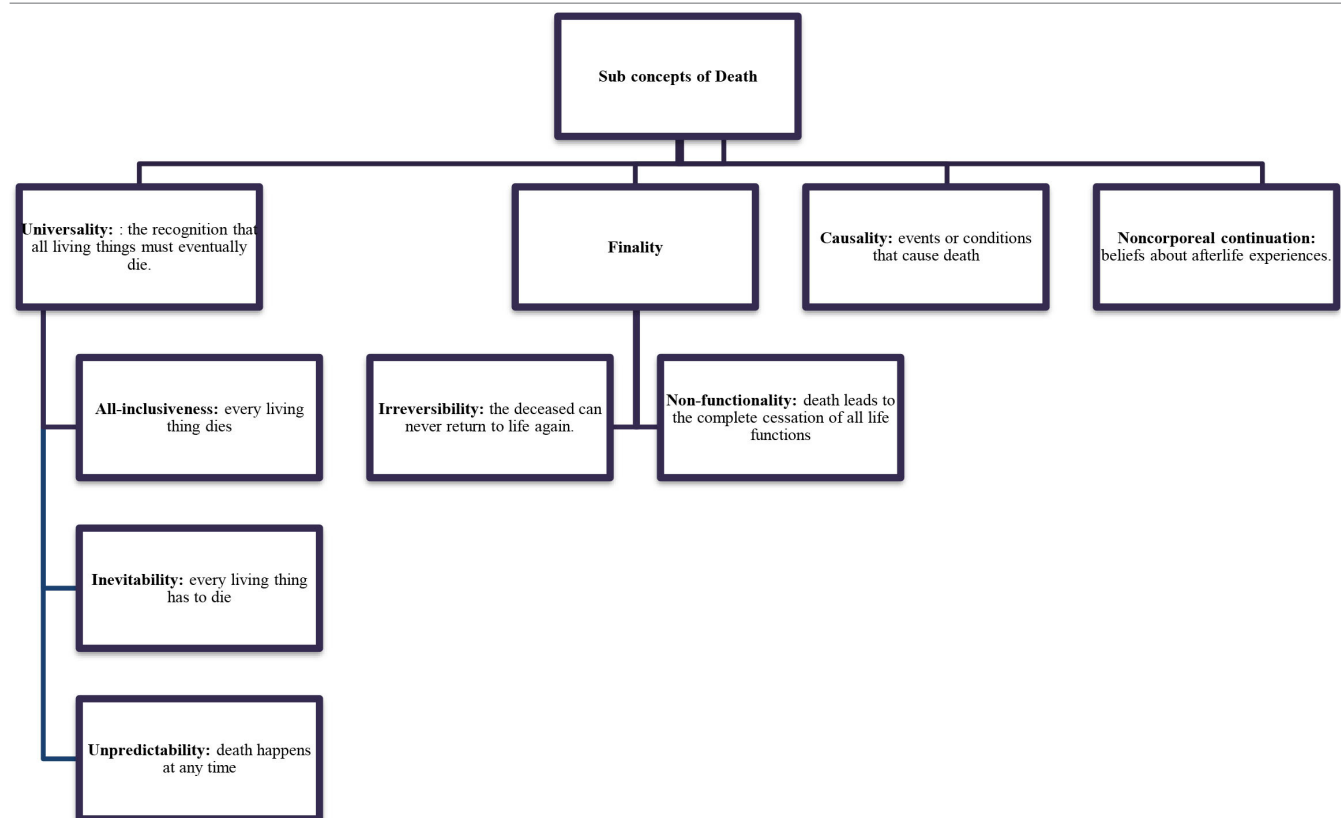 Sub concepts of Death
Universality: : the recognition that
all living things must eventually
die.
Finality
Causality: events or conditions
that cause death
Noncorporeal continuation:
beliefs about afterlife experiences.
All-inclusiveness: every living
thing dies
Irreversibility: the deceased can
never return to life again.
Non-functionality: death leads to
the complete cessation of all life
functions
Inevitability: every living thing
has to die
Unpredictability: death happens
at any time